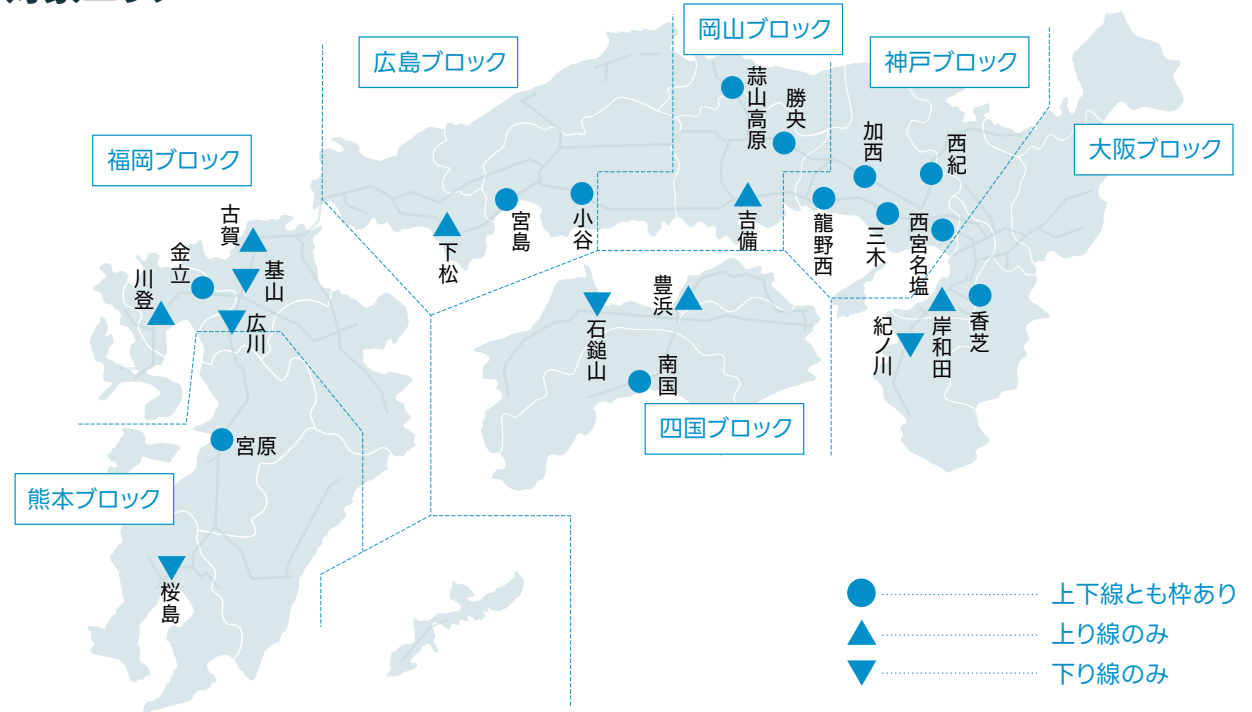 対象エリア
岡山ブロック
広島ブロック
神戸ブロック
大阪ブロック
福岡ブロック
蒜山高原
勝央
加西
西紀
古賀
金立
川登
基山
広川
下松
宮島
小谷
吉備
龍野西
三木
西宮名塩
豊浜
石鎚山
南国
紀ノ川
岸和田
香芝
四国ブロック
宮原
熊本ブロック
桜島
上下線とも枠あり
上り線のみ
下り線のみ